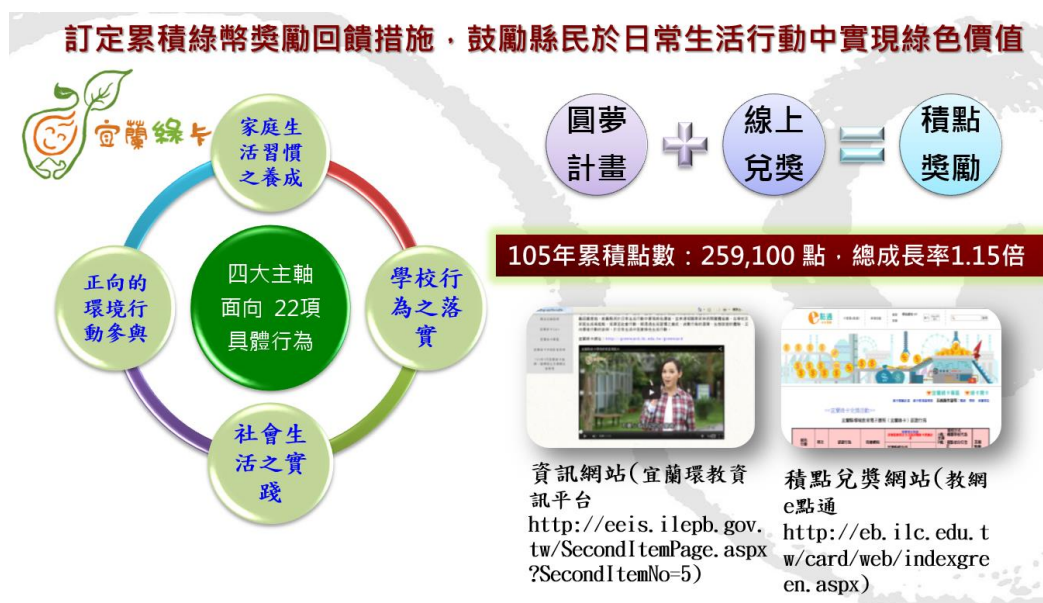 訂定累積綠幣獎勵回饋措施，鼓勵縣民於日常生活行動中實現綠色價值
宜蘭綠卡
家庭生
活習慣
之養成
正向的
環境行
動參與
四大主軸
面向 22項
具體行為
學校行
為之落
實
社會生
活之實
踐
圓夢
計畫
線上
兌獎
積點
獎勵
105年累積點數：259,100 點，總成長率1.15倍
資訊網站(宜蘭環教資
訊平台
http://eeis.ilepb.gov.
tw/SecondItemPage.aspx
?SecondItemNo=5)
e點通
積點兌獎網站(教網
e點通
http://eb.ilc.edu.t
w/card/web/indexgre
en.aspx)